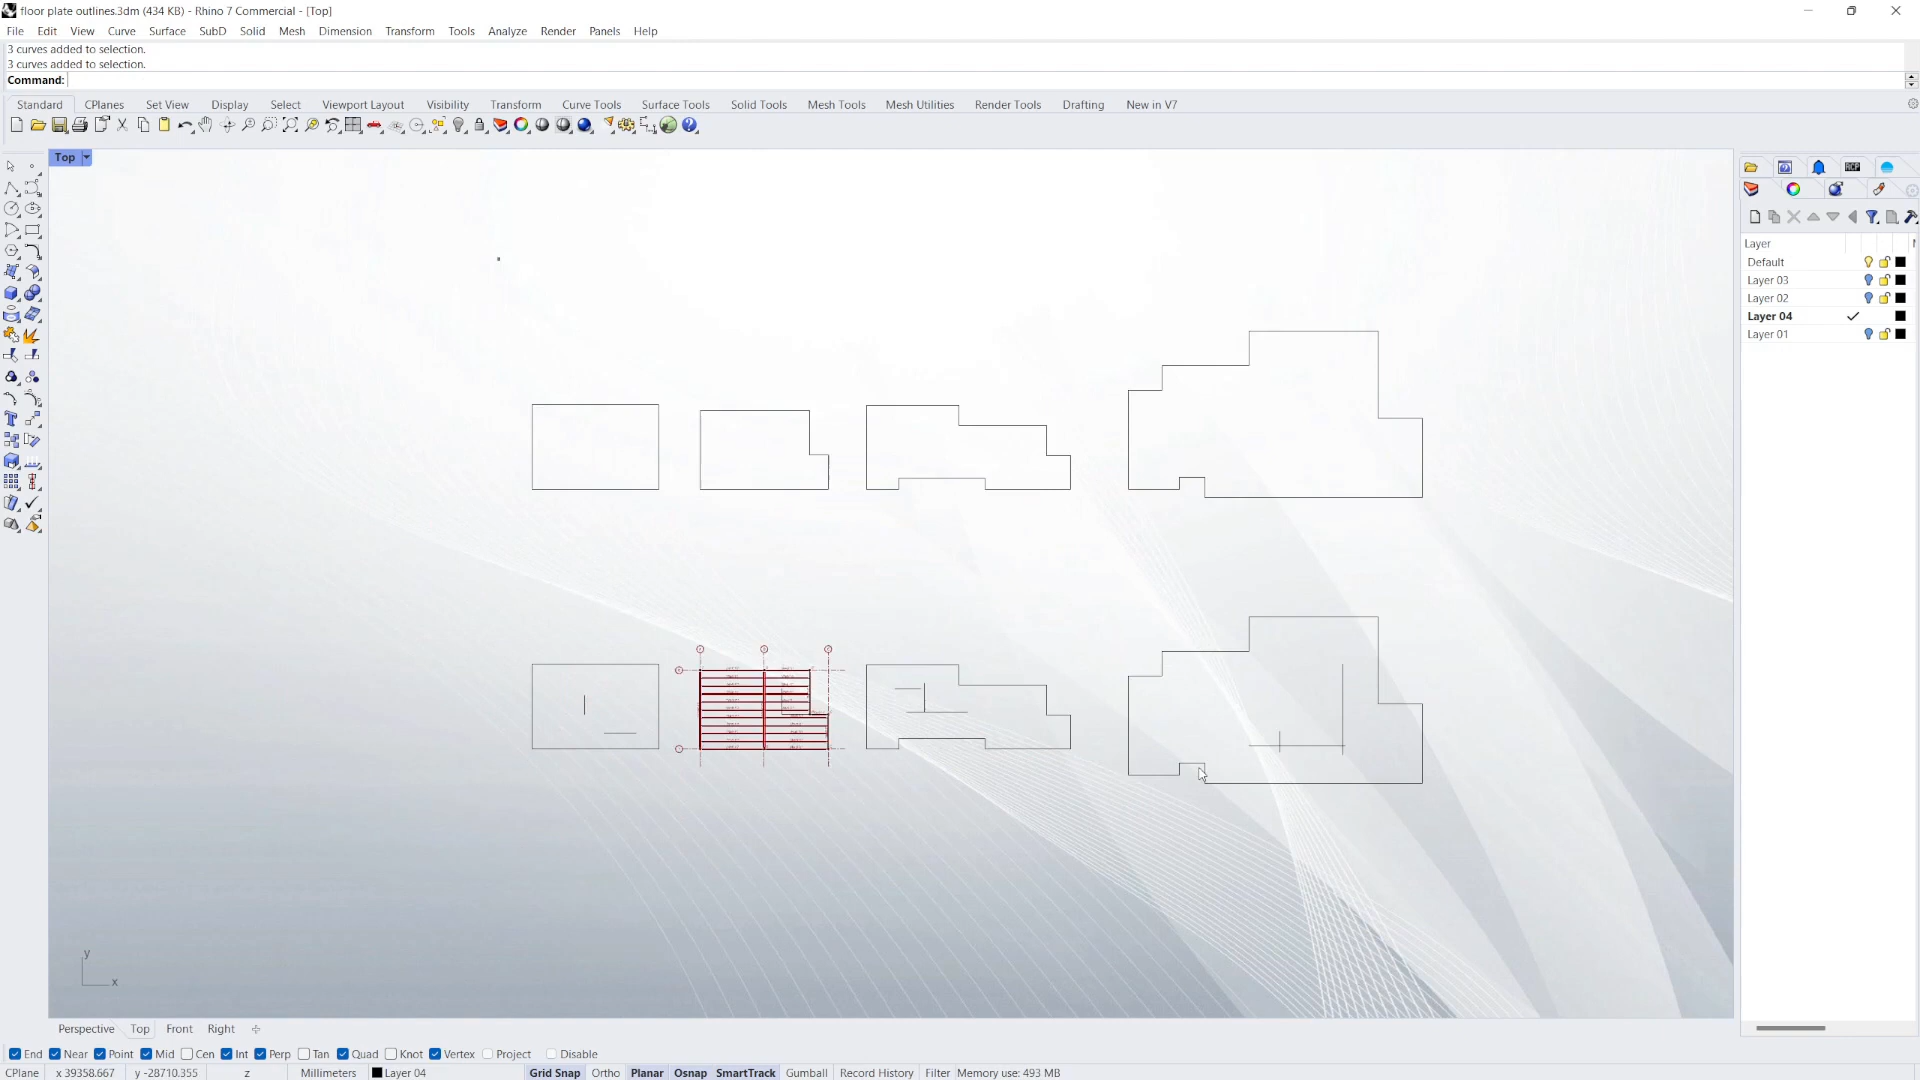 floor plate outlines.3dm (434 KB) - Rhino 7 Commercial - [Top]
File Edit View Curve Surface SubD Solid Mesh Dimension Transform Tools Analyze Render Panels Help
3 curves added to selection.
3 curves added to selection.
Command:
Standard CPlanes Set View Display Select Viewport Layout Visibility Transform Curve Tools Surface Tools Solid Tools Mesh Tools Mesh Utilities Render Tools Drafting New in V7
Top
Layer
Default
Layer 03
Layer 02
Layer 04
Layer 01
y
x
Perspective Top Front Right
End Near Point Mid Cen Int Perp Tan Quad Knot Vertex Project Disable
CPlane x 39358.667 y -28710.355 z Millimeters Layer 04 Grid Snap Ortho Planar Osnap SmartTrack Gumball Record History Filter Memory use: 493 MB